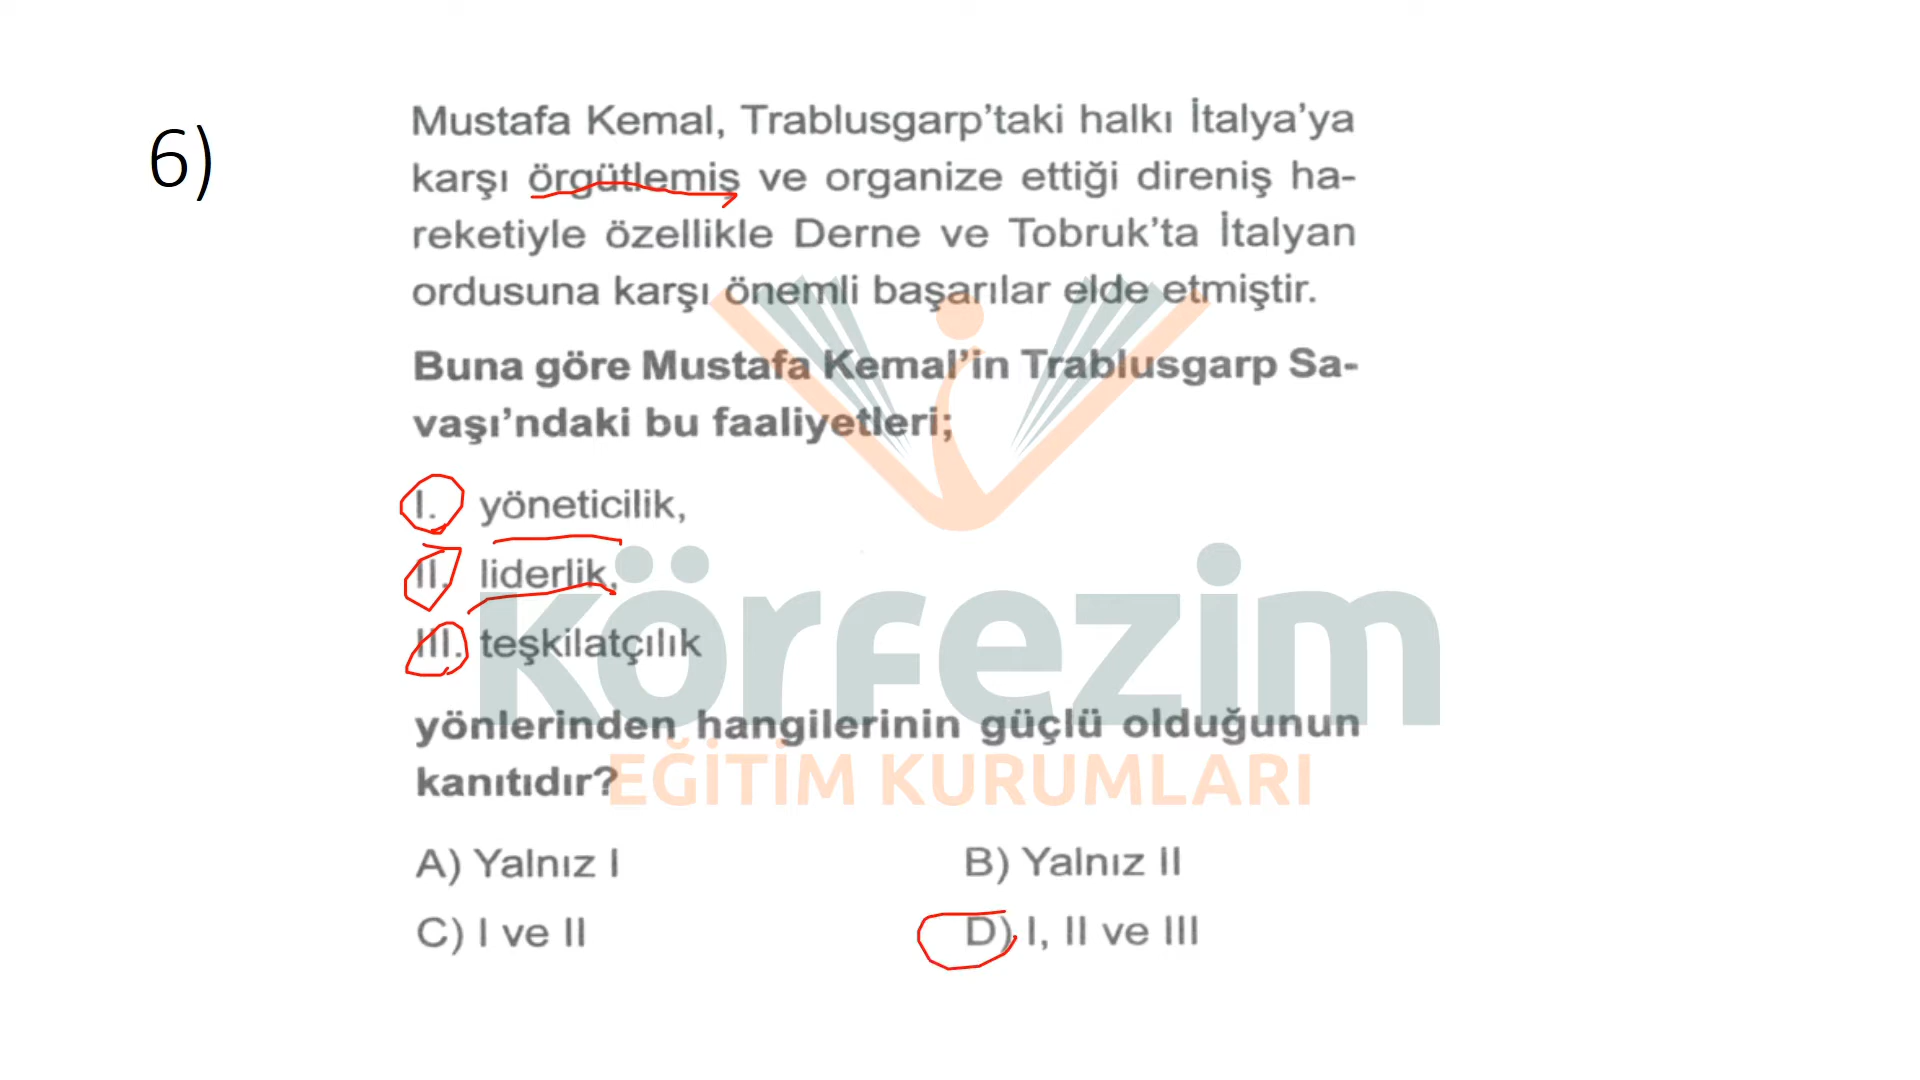 6)
Mustafa Kemal, Trablusgarp’taki halkı İtalya’ya
karşı örgütlemiş ve organize ettiği direniş ha-
reketiyle özellikle Derne ve Tobruk’ta İtalyan
ordusuna karşı önemli başarılar elde etmiştir.
Buna göre Mustafa Kemal’in Trablusgarp Sa-
vaşı’ndaki bu faaliyetleri;
I. yöneticilik,
II. liderlik,
III. teşkilatçılık
yönlerinden hangilerinin güçlü olduğunun
kanıtıdır?
A) Yalnız I
B) Yalnız II
C) I ve II
D) I, II ve III
körfezim
EĞİTİM KURUMLARI